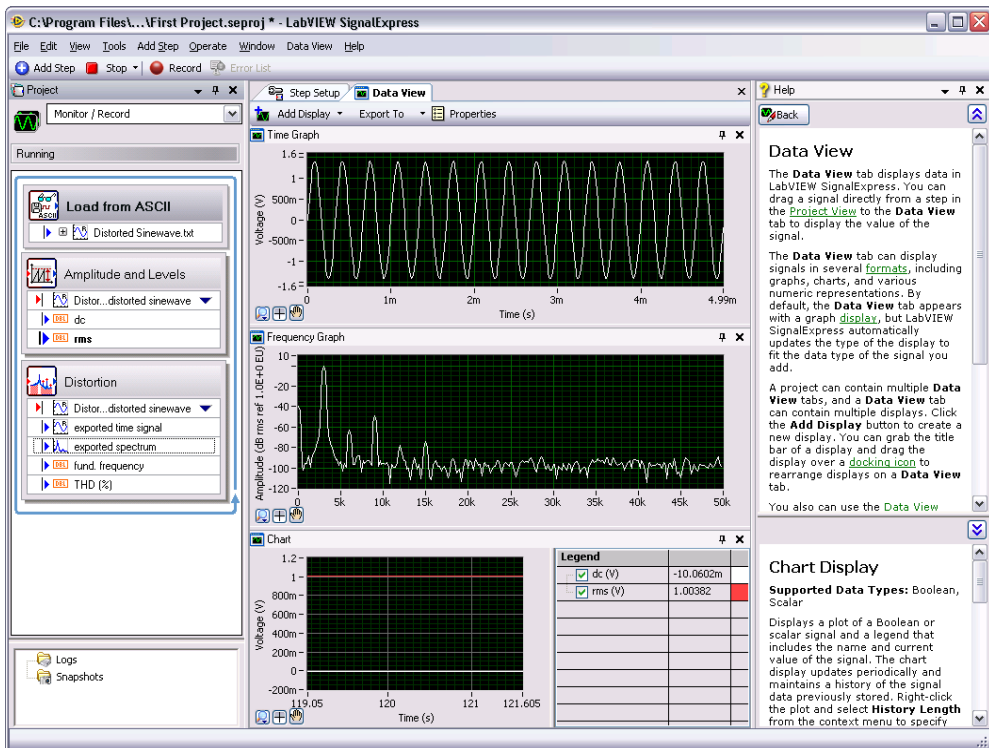 C:\Program Files\...\First Project.seproj * - LabVIEW SignalExpress
File Edit View Tools Add Step Operate Window Data View Help
Add Step Stop Record Error List
Project
Monitor / Record
Running
Load from ASCII
ASCII
Distorted Sinewave.txt
Amplitude and Levels
Distor...distorted sinewave
DBL dc
DBL rms
Distortion
Distor...distorted sinewave
exported time signal
exported spectrum
DBL fund. frequency
DBL THD (%)
Logs
Snapshots
Step Setup Data View
Add Display Export To Properties
Time Graph
Voltage (V)
1.6
1
500m
0
-500m
-1
-1.6
0 1m 2m 3m 4m 4.99m
Time (s)
Frequency Graph
Amplitude (dB rms ref 1.0E+0 EU)
10
-20
-40
-60
-80
-100
-120
0 5k 10k 15k 20k 25k 30k 35k 40k 45k 50k
Chart
Voltage (V)
1.2
1
800m
600m
400m
200m
0
-200m
119.05 120 121 121.605
Time (s)
Legend
dc (V) -10.0602m
rms (V) 1.00382
Help
Back
Data View
The Data View tab displays data in
LabVIEW SignalExpress. You can
drag a signal directly from a step in
the Project View to the Data View
tab to display the value of the
signal.
The Data View tab can display
signals in several formats, including
graphs, charts, and various
numeric representations. By
default, the Data View tab appears
with a graph display, but LabVIEW
SignalExpress automatically
updates the type of the display to
fit the data type of the signal you
add.
A project can contain multiple Data
View tabs, and a Data View tab
can contain multiple displays. Click
the Add Display button to create a
new display. You can grab the title
bar of a display and drag the
display over a docking icon to
rearrange displays on a Data View
tab.
You also can use the Data View
Chart Display
Supported Data Types: Boolean,
Scalar
Displays a plot of a Boolean or
scalar signal and a legend that
includes the name and current
value of the signal. The chart
display updates periodically and
maintains a history of the signal
data previously stored. Right-click
the plot and select History Length
from the context menu to specify